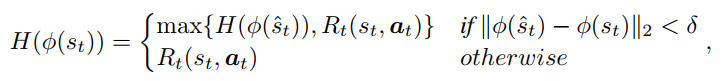 H(ϕ(s_t)) = { max{H(ϕ(ŝ_t)), R_t(s_t, 𝒂_t)} if ‖ϕ(ŝ_t) − ϕ(s_t)‖_2 < δ
R_t(s_t, 𝒂_t) otherwise ,